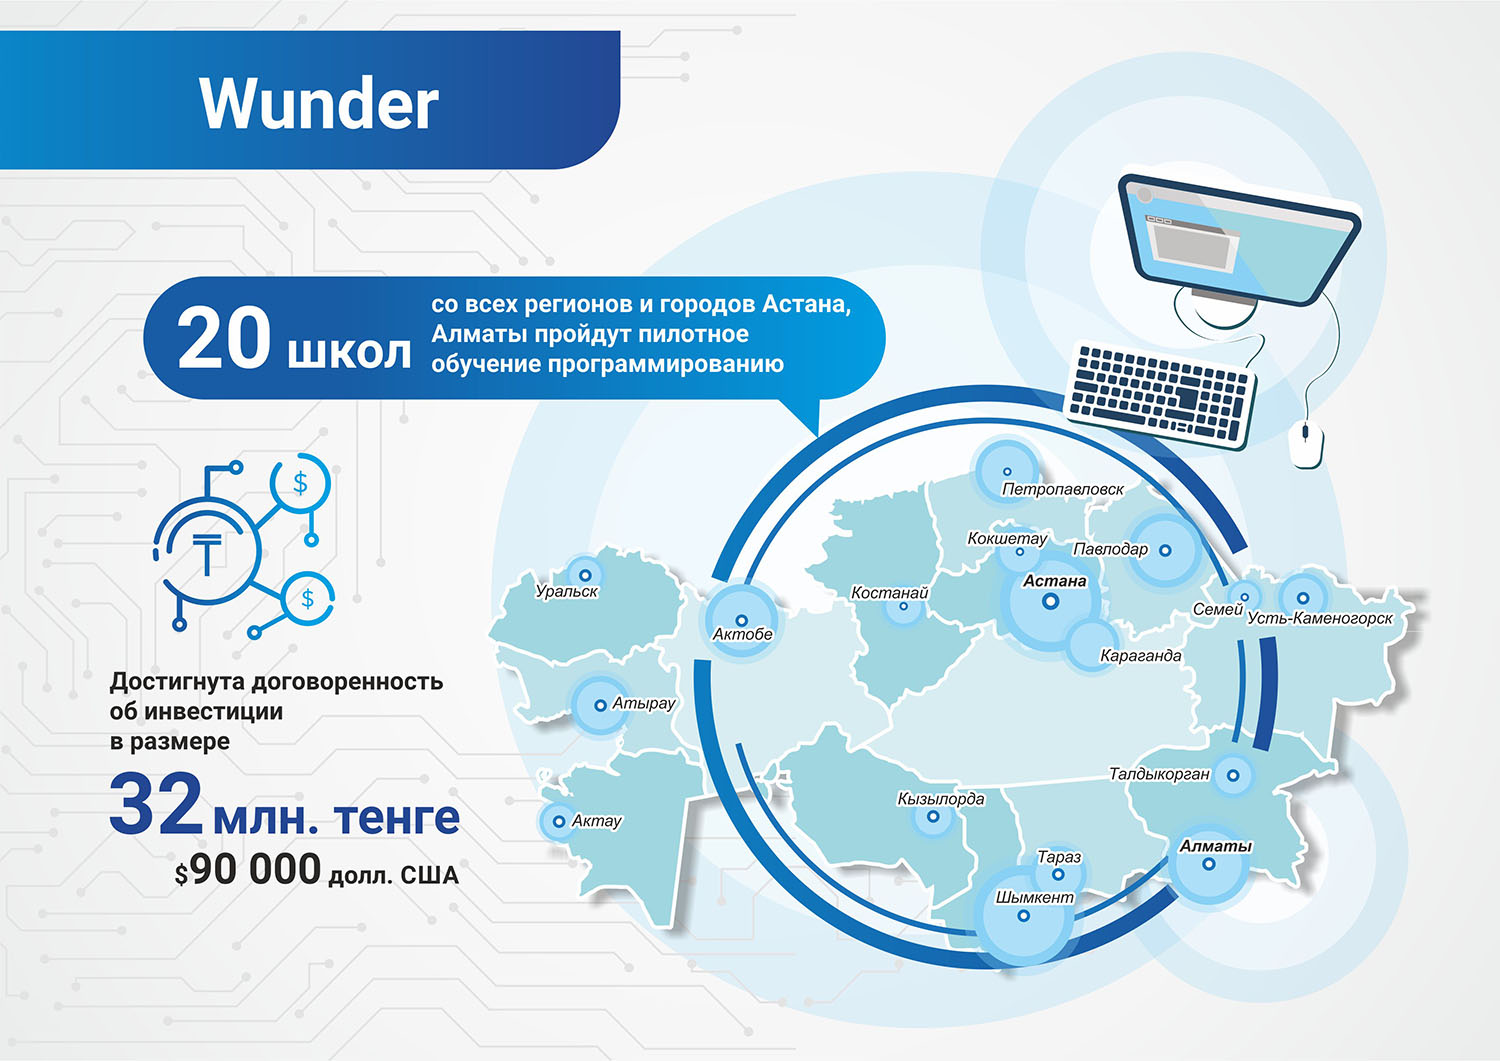 Wunder
20 школ
со всех регионов и городов Астана,
Алматы пройдут пилотное
обучение программированию
$
₸
$
Достигнута договоренность
об инвестиции
в размере
32 млн. тенге
$90 000 долл. США
Петропавловск
Кокшетау
Павлодар
Астана
Уральск
Костанай
Семей
Усть-Каменогорск
Актобе
Караганда
Атырау
Талдыкорган
Кызылорда
Актау
Алматы
Тараз
Шымкент